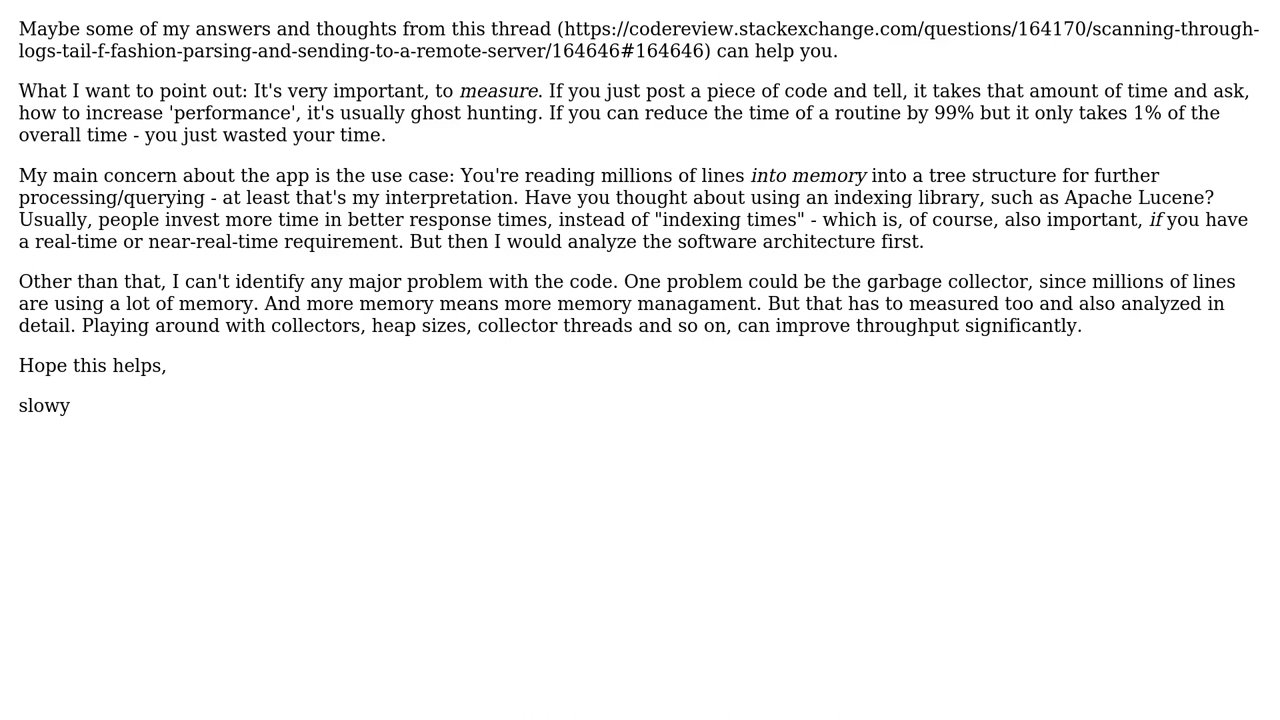 Maybe some of my answers and thoughts from this thread (https://codereview.stackexchange.com/questions/164170/scanning-through-
logs-tail-f-fashion-parsing-and-sending-to-a-remote-server/164646#164646) can help you.
What I want to point out: It's very important, to measure. If you just post a piece of code and tell, it takes that amount of time and ask,
how to increase 'performance', it's usually ghost hunting. If you can reduce the time of a routine by 99% but it only takes 1% of the
overall time - you just wasted your time.
My main concern about the app is the use case: You're reading millions of lines into memory into a tree structure for further
processing/querying - at least that's my interpretation. Have you thought about using an indexing library, such as Apache Lucene?
Usually, people invest more time in better response times, instead of "indexing times" - which is, of course, also important, if you have
a real-time or near-real-time requirement. But then I would analyze the software architecture first.
Other than that, I can't identify any major problem with the code. One problem could be the garbage collector, since millions of lines
are using a lot of memory. And more memory means more memory managament. But that has to measured too and also analyzed in
detail. Playing around with collectors, heap sizes, collector threads and so on, can improve throughput significantly.
Hope this helps,
slowy